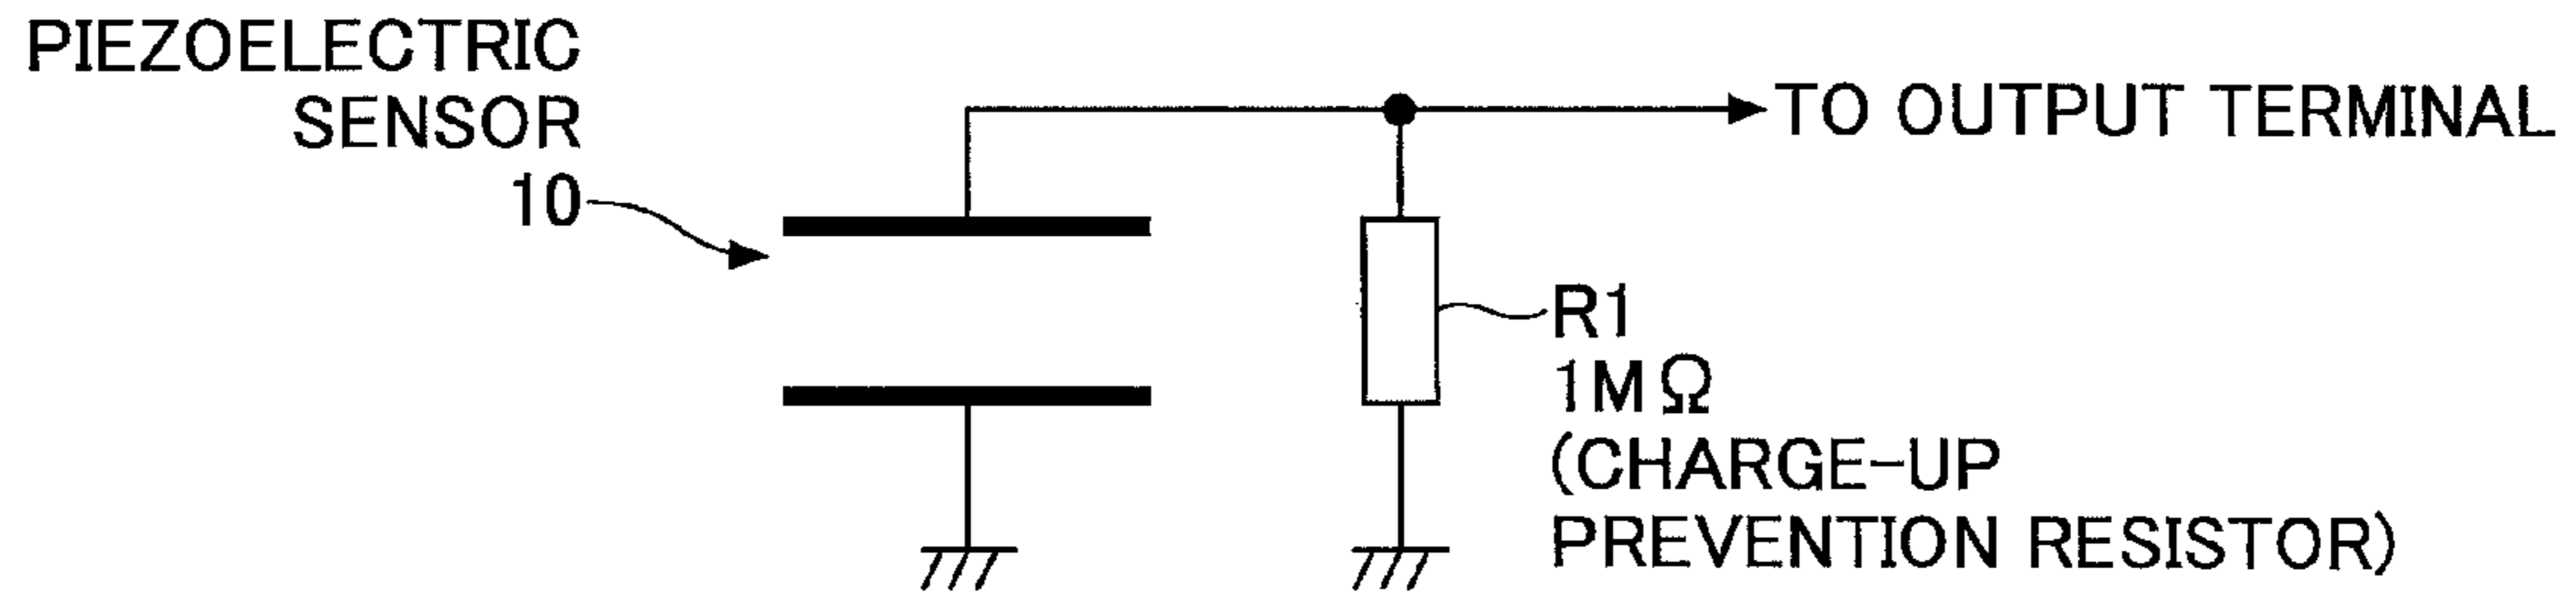 PIEZOELECTRIC
SENSOR
10
TO OUTPUT TERMINAL
R1
1MΩ
(CHARGE-UP
PREVENTION RESISTOR)